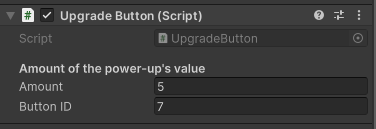 Upgrade Button (Script)
Script UpgradeButton
Amount of the power-up's value
Amount 5
Button ID 7